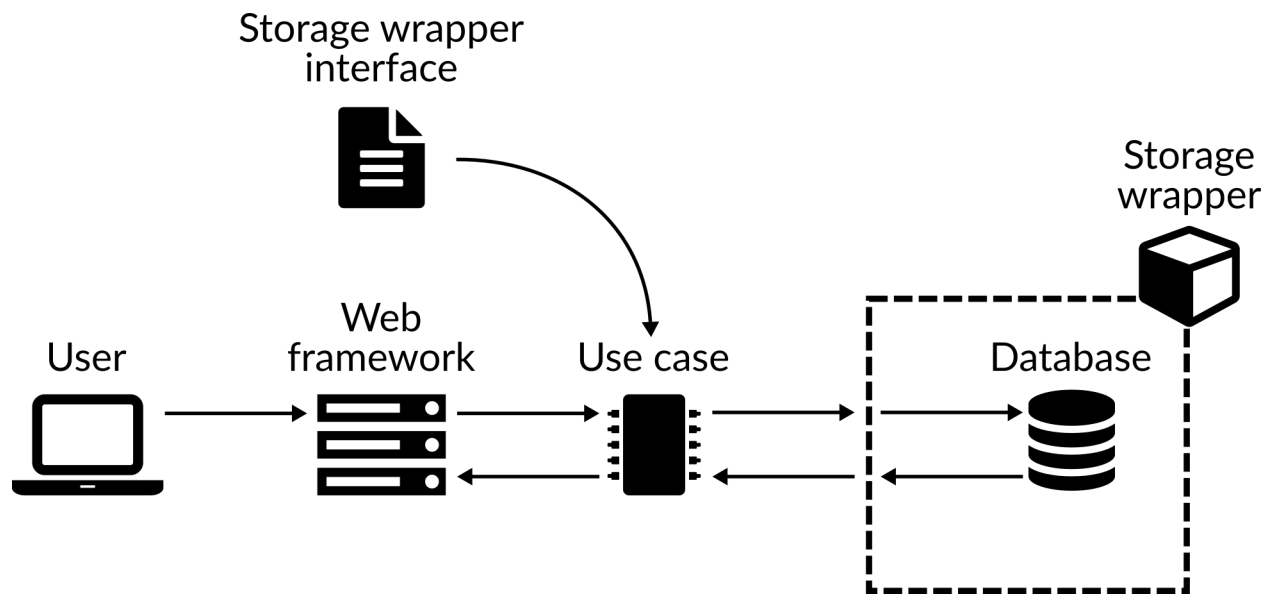 Storage wrapper
interface
Storage
wrapper
Web
framework
User
Use case
Database